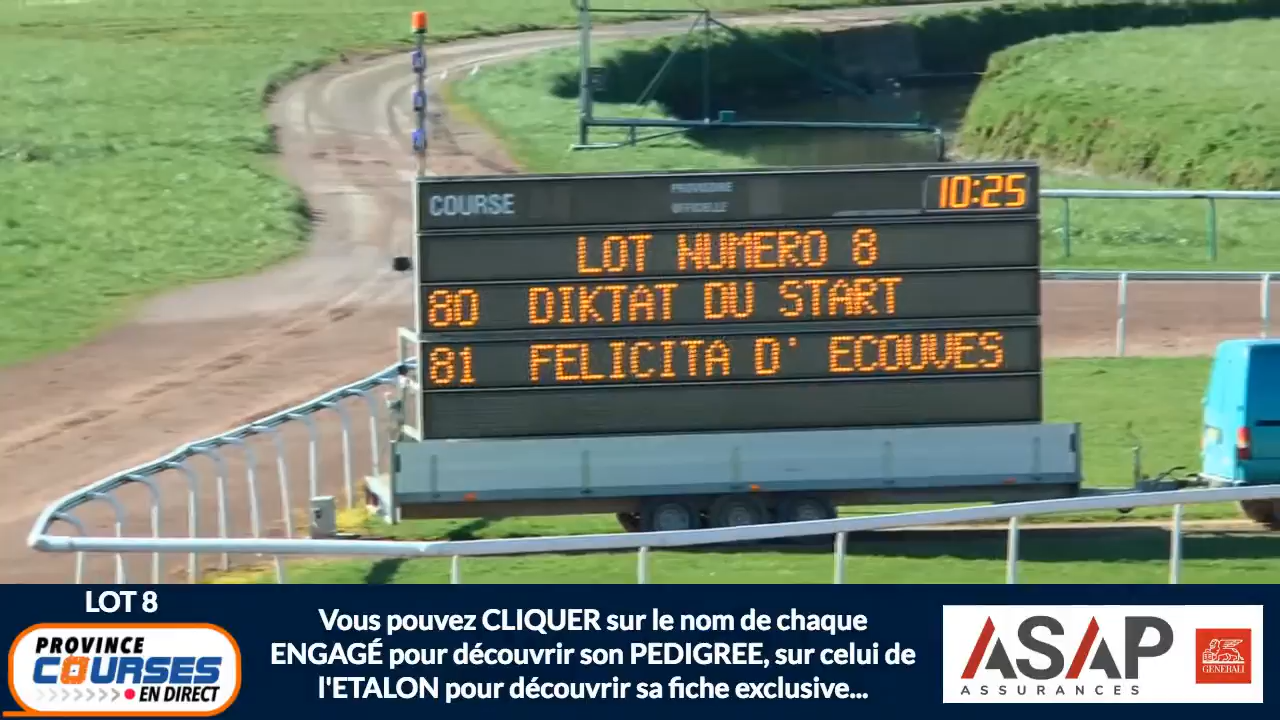 COURSE
PROVISOIRE
OFFICIELLE
10:25
LOT NUMERO 8
80 DIKTAT DU START
81 FELICITA D' ECOUVES
LOT 8
PROVINCE
COURSES
EN DIRECT
Vous pouvez CLIQUER sur le nom de chaque
ENGAGÉ pour découvrir son PEDIGREE, sur celui de
l'ETALON pour découvrir sa fiche exclusive...
ASAP
ASSURANCES
GENERALI